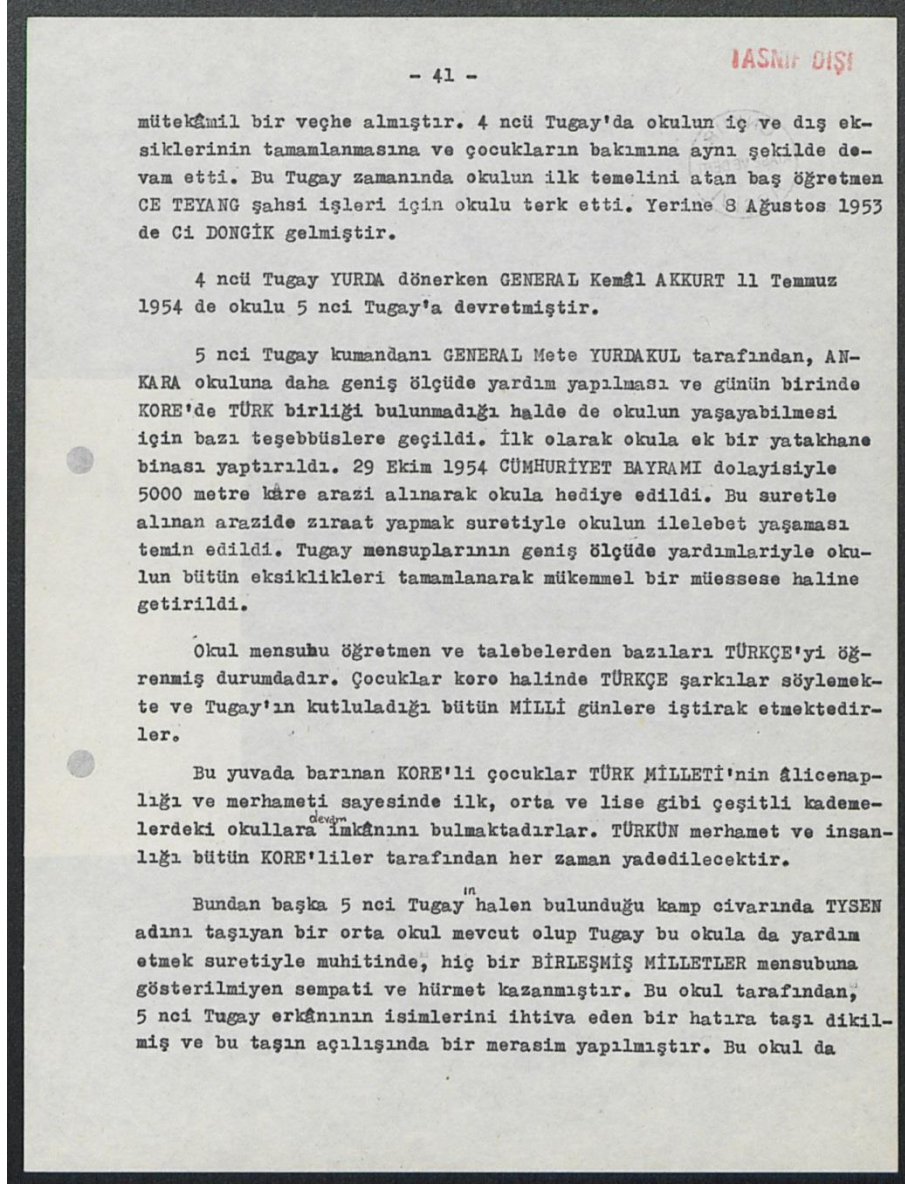 TASNİF DIŞI
- 41 -
mütekâmil bir veçhe almıştır. 4 ncü Tugay'da okulun iç ve dış ek-
siklerinin tamamlanmasına ve çocukların bakımına aynı şekilde de-
vam etti. Bu Tugay zamanında okulun ilk temelini atan baş öğretmen
CE TEYANG şahsi işleri için okulu terk etti. Yerine 8 Ağustos 1953
de Ci DONGİK gelmiştir.
4 ncü Tugay YURDA dönerken GENERAL Kemâl AKKURT 11 Temmuz
1954 de okulu 5 nci Tugay'a devretmiştir.
5 nci Tugay kumandanı GENERAL Mete YURDAKUL tarafından, AN-
KARA okuluna daha geniş ölçüde yardım yapılması ve günün birinde
KORE'de TÜRK birliği bulunmadığı halde de okulun yaşayabilmesi
için bazı teşebbüslere geçildi. İlk olarak okula ek bir yatakhane
binası yaptırıldı. 29 Ekim 1954 CÜMHURİYET BAYRAMI dolayisiyle
5000 metre kâre arazi alınarak okula hediye edildi. Bu suretle
alınan arazide zıraat yapmak suretiyle okulun ilelebet yaşaması
temin edildi. Tugay mensuplarının geniş ölçüde yardımlariyle oku-
lun bütün eksiklikleri tamamlanarak mükemmel bir müessese haline
getirildi.
Okul mensubu öğretmen ve talebelerden bazıları TÜRKÇE'yi öğ-
renmiş durumdadır. Çocuklar koro halinde TÜRKÇE şarkılar söylemek-
te ve Tugay'ın kutluladığı bütün MİLLİ günlere iştirak etmektedir-
ler.
Bu yuvada barınan KORE'li çocuklar TÜRK MİLLETİ'nin âlicenap-
lığı ve merhameti sayesinde ilk, orta ve lise gibi çeşitli kademe-
lerdeki okullara devam imkânını bulmaktadırlar. TÜRKÜN merhamet ve insan-
lığı bütün KORE'liler tarafından her zaman yadedilecektir.
Bundan başka 5 nci Tugay'ın halen bulunduğu kamp civarında TYSEN
adını taşıyan bir orta okul mevcut olup Tugay bu okula da yardım
etmek suretiyle muhitinde, hiç bir BİRLEŞMİŞ MİLLETLER mensubuna
gösterilmiyen sempati ve hürmet kazanmıştır. Bu okul tarafından,
5 nci Tugay erkânının isimlerini ihtiva eden bir hatıra taşı dikil-
miş ve bu taşın açılışında bir merasim yapılmıştır. Bu okul da